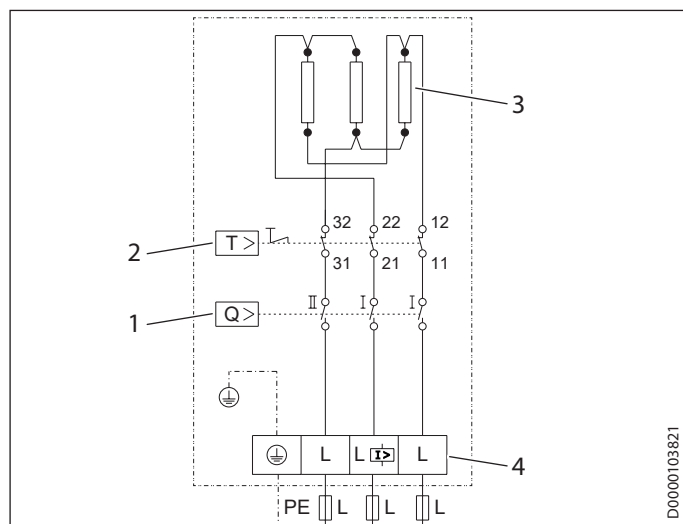 3
32 22 12
2 T>
31 21 11
II I I
1 Q>
L L I> L
4
PE L L L
D0000103821